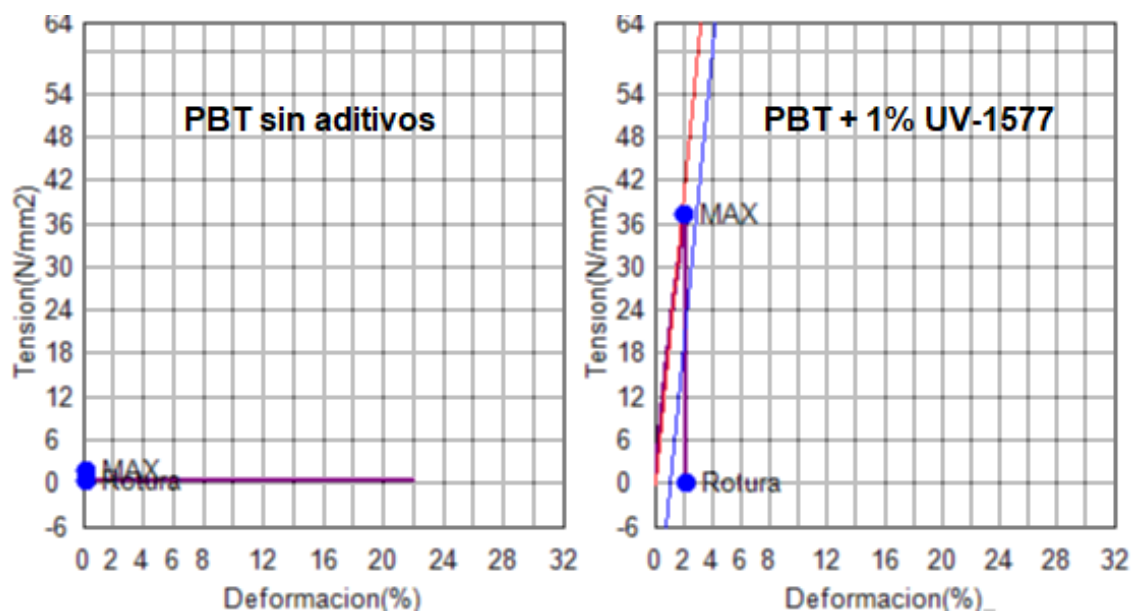 64
54
48
42
36
30
24
18
12
6
0
-6
Tension(N/mm2)
PBT sin aditivos
MAX
Rotura
0 2 4 6 8 12 16 20 24 28 32
Deformacion(%)
64
54
48
42
36
30
24
18
12
6
0
-6
Tension(N/mm2)
PBT + 1% UV-1577
MAX
Rotura
0 2 4 6 8 12 16 20 24 28 32
Deformacion(%)_